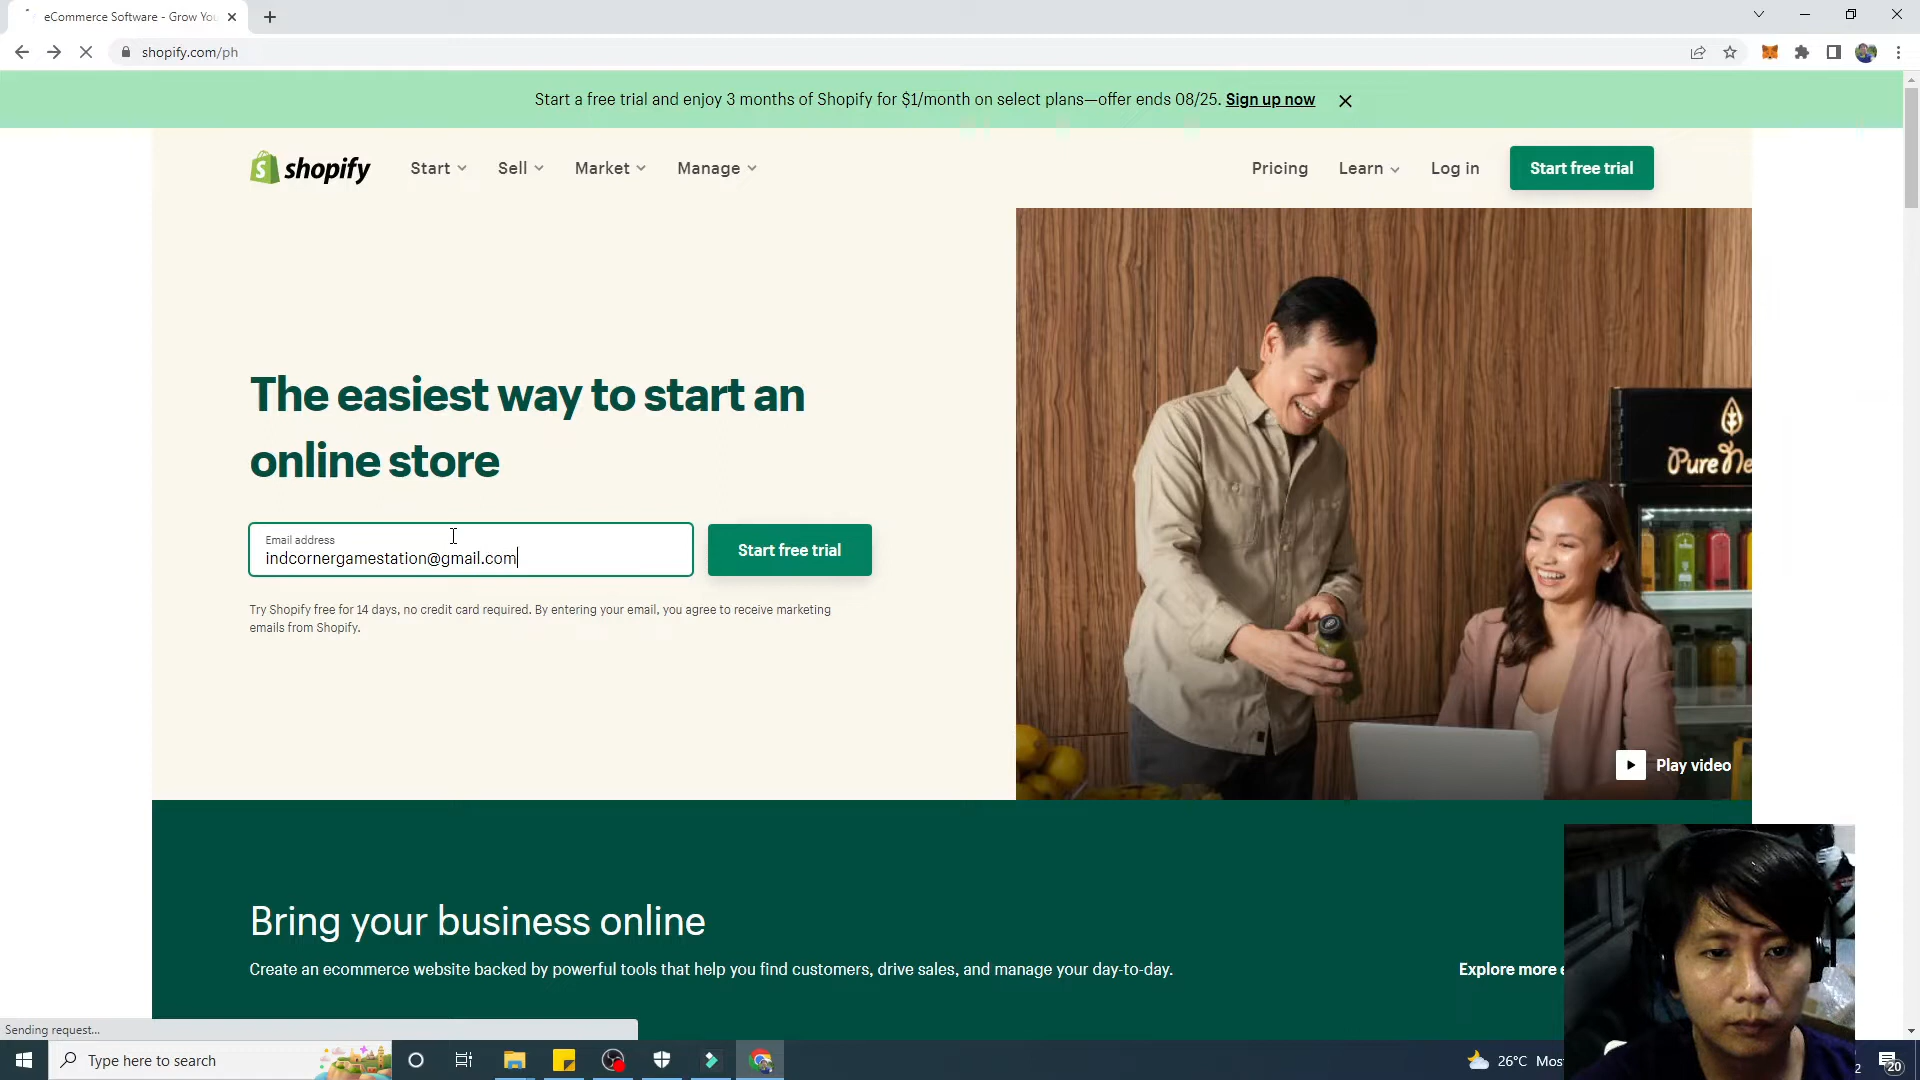 eCommerce Software - Grow You
shopify.com/ph
Start a free trial and enjoy 3 months of Shopify for $1/month on select plans—offer ends 08/25. Sign up now
shopify
Start
Sell
Market
Manage
Pricing
Learn
Log in
Start free trial
The easiest way to start an
online store
Email address
indcornergamestation@gmail.com
Start free trial
Try Shopify free for 14 days, no credit card required. By entering your email, you agree to receive marketing
emails from Shopify.
Pure Ne
Play video
Bring your business online
Create an ecommerce website backed by powerful tools that help you find customers, drive sales, and manage your day-to-day.
Explore more e
Sending request...
Type here to search
26°C Mos
2
20